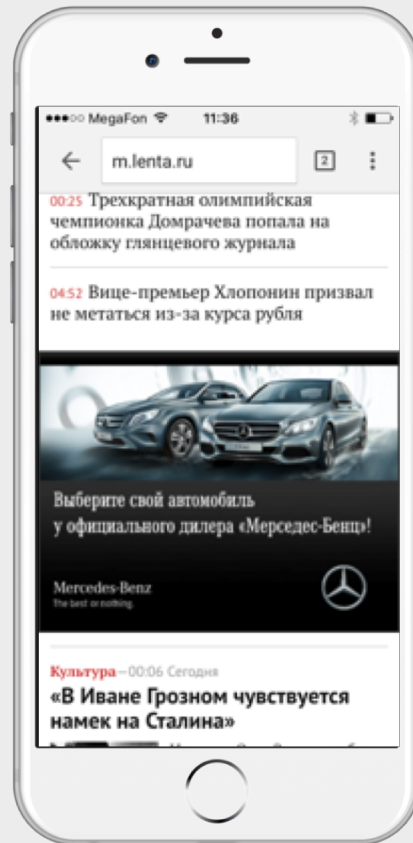 MegaFon 11:36
m.lenta.ru 2
00:25 Трехкратная олимпийская
чемпионка Домрачева попала на
обложку глянцевого журнала
04:52 Вице-премьер Хлопонин призвал
не метаться из-за курса рубля
Выберите свой автомобиль
у официального дилера «Мерседес-Бенц»!
Mercedes-Benz
The best or nothing.
Культура—00:06 Сегодня
«В Иване Грозном чувствуется
намек на Сталина»